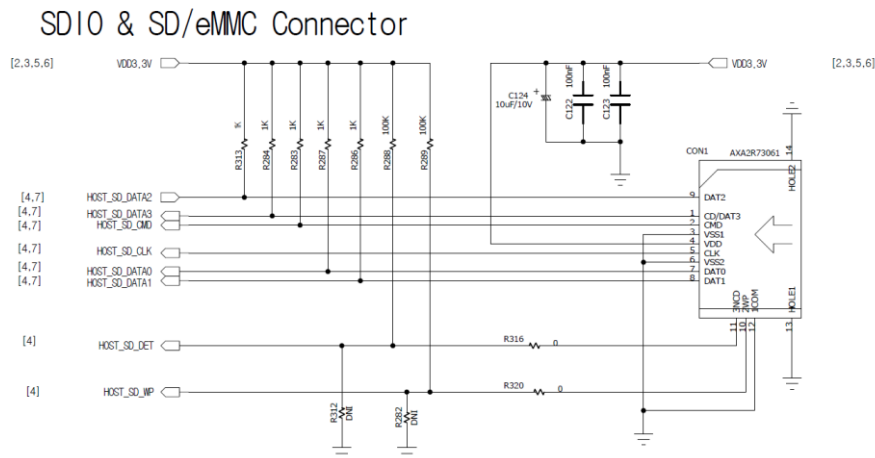 SDIO & SD/eMMC Connector
[2,3,5,6]
VDD3,3V
VDD3,3V
[2,3,5,6]
C124
10uF/10V
+
C122
100nF
C123
100nF
R313
1K
R284
1K
R283
1K
R287
1K
R286
1K
R288
100K
R289
100K
CON1
AXA2R73061
14
HOLE2
[4,7]
HOST_SD_DATA2
9
DAT2
[4,7]
HOST_SD_DATA3
1
CD/DAT3
[4,7]
HOST_SD_CMD
2
CMD
3
VSS1
4
VDD
[4,7]
HOST_SD_CLK
5
CLK
6
VSS2
[4,7]
HOST_SD_DATA0
7
DAT0
[4,7]
HOST_SD_DATA1
8
DAT1
3NCD
2WP
1COM
HOLE1
11
10
12
13
[4]
HOST_SD_DET
R316
0
[4]
HOST_SD_WP
R320
0
R312
DNI
R282
DNI